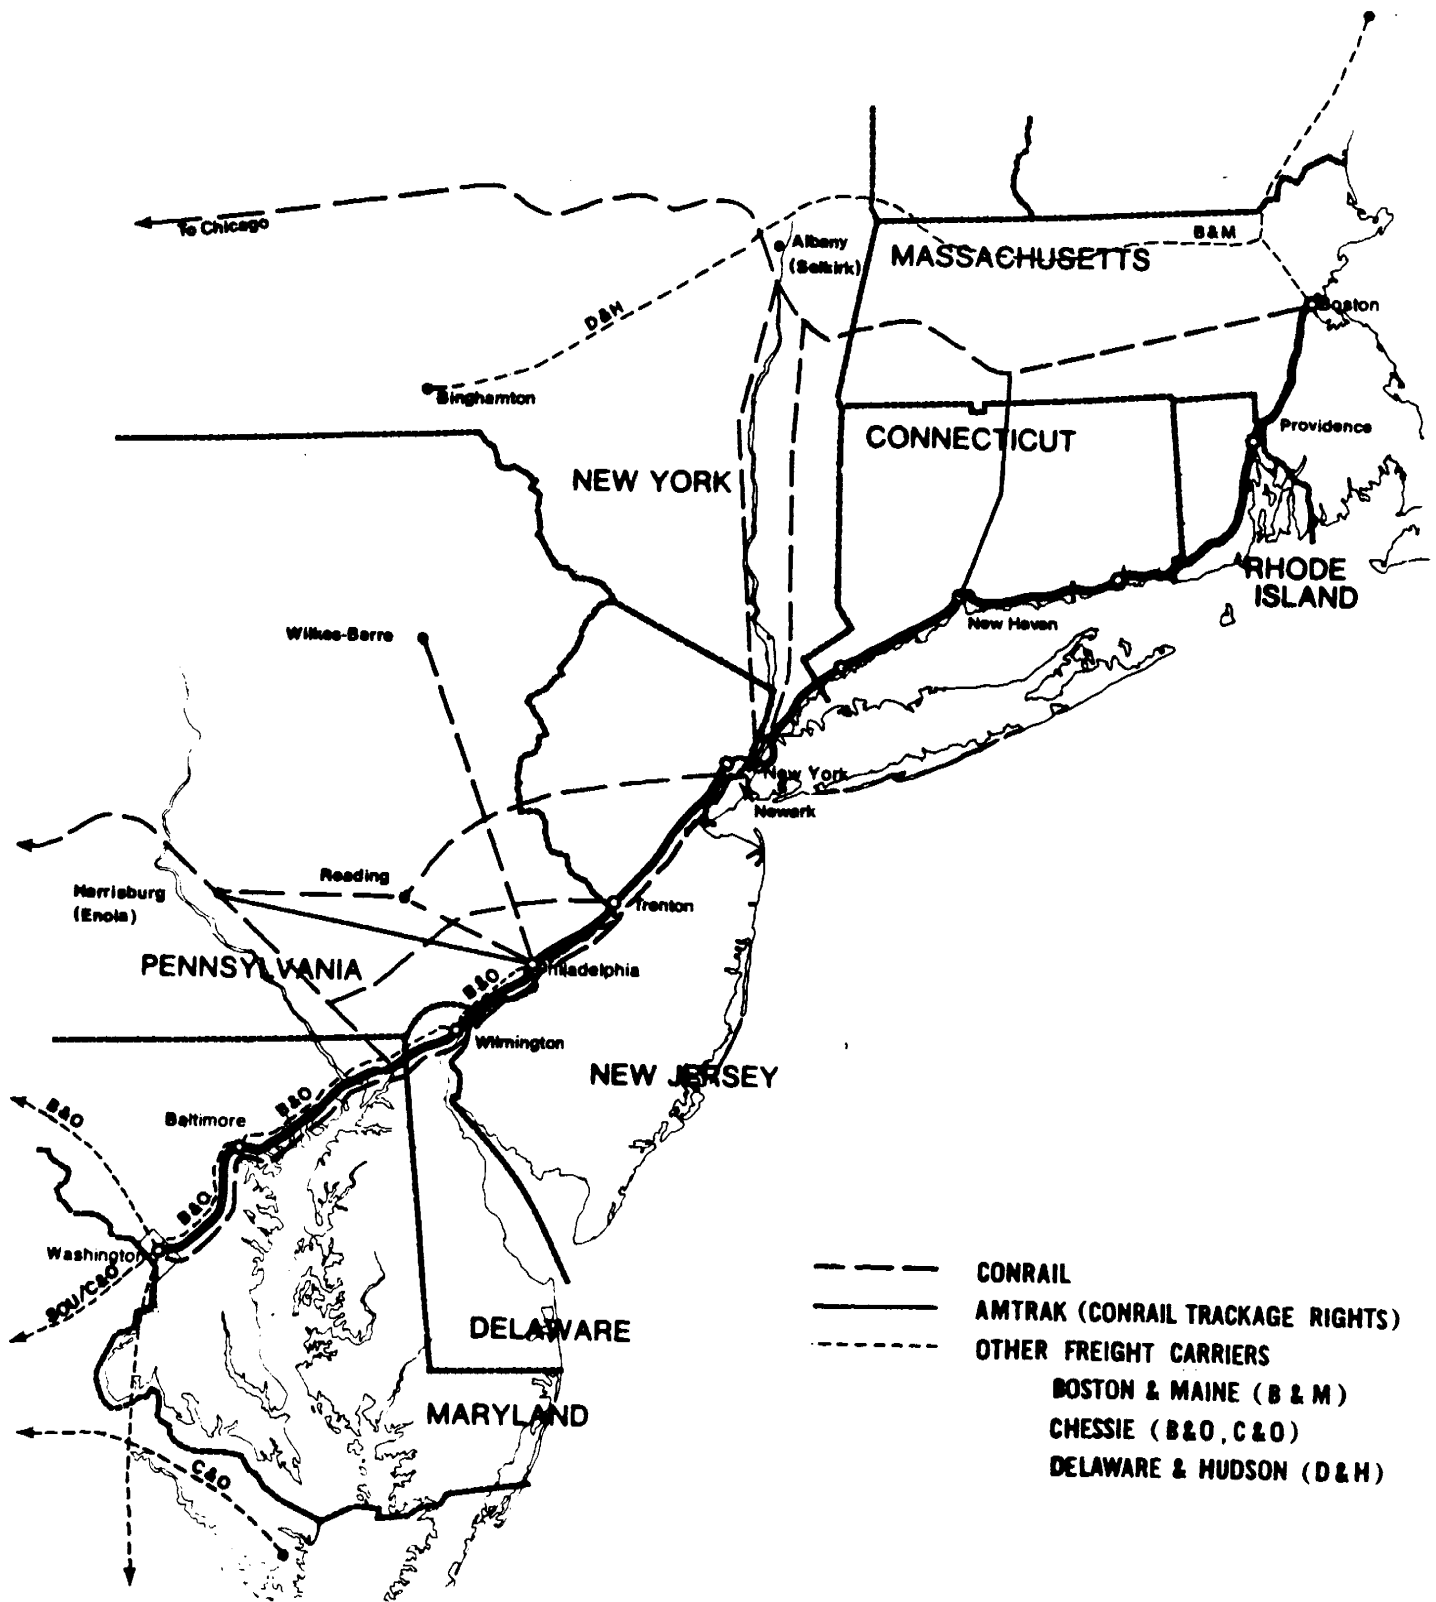 To Chicago
Albany
(Selkirk)
B&M
MASSACHUSETTS
D&H
Boston
Binghamton
Providence
CONNECTICUT
NEW YORK
RHODE
ISLAND
New Haven
Wilkes-Barre
New York
Newark
Reading
Harrisburg
(Enola)
Trenton
PENNSYLVANIA
Philadelphia
B&O
Wilmington
NEW JERSEY
B&O
B&O
Baltimore
B&O
Washington
SOU/C&O
DELAWARE
MARYLAND
C&O
CONRAIL
AMTRAK (CONRAIL TRACKAGE RIGHTS)
OTHER FREIGHT CARRIERS
BOSTON & MAINE (B & M)
CHESSIE (B&O, C&O)
DELAWARE & HUDSON (D&H)